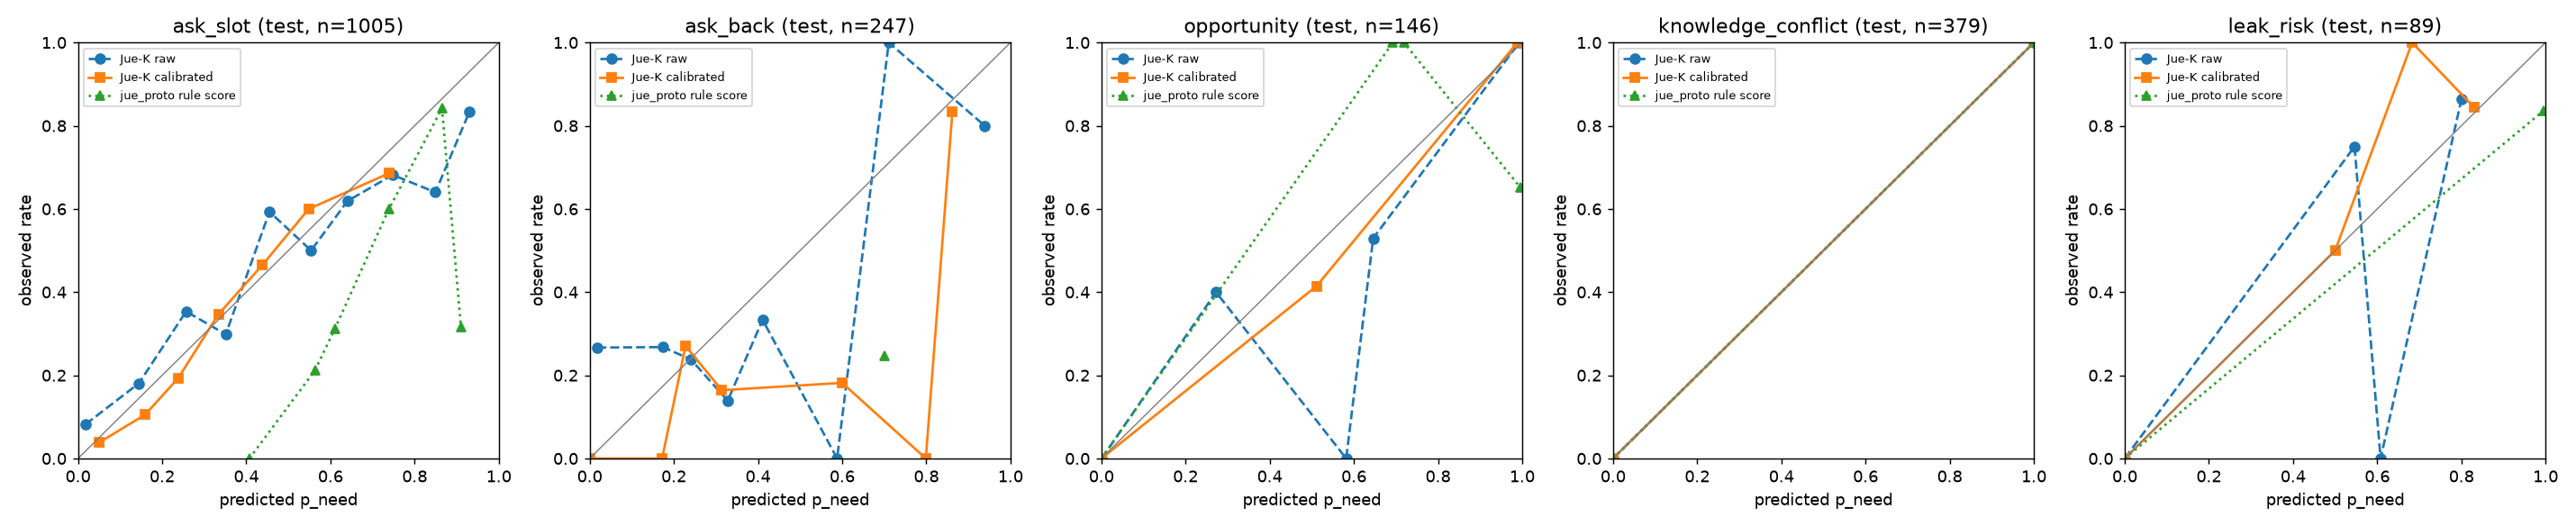 ask_slot (test, n=1005)
1.0
0.8
0.6
0.4
0.2
0.0
observed rate
Jue-K raw
Jue-K calibrated
jue_proto rule score
0.0 0.2 0.4 0.6 0.8 1.0
predicted p_need
ask_back (test, n=247)
1.0
0.8
0.6
0.4
0.2
0.0
observed rate
Jue-K raw
Jue-K calibrated
jue_proto rule score
0.0 0.2 0.4 0.6 0.8 1.0
predicted p_need
opportunity (test, n=146)
1.0
0.8
0.6
0.4
0.2
0.0
observed rate
Jue-K raw
Jue-K calibrated
jue_proto rule score
0.0 0.2 0.4 0.6 0.8 1.0
predicted p_need
knowledge_conflict (test, n=379)
1.0
0.8
0.6
0.4
0.2
0.0
observed rate
Jue-K raw
Jue-K calibrated
jue_proto rule score
0.0 0.2 0.4 0.6 0.8 1.0
predicted p_need
leak_risk (test, n=89)
1.0
0.8
0.6
0.4
0.2
0.0
observed rate
Jue-K raw
Jue-K calibrated
jue_proto rule score
0.0 0.2 0.4 0.6 0.8 1.0
predicted p_need